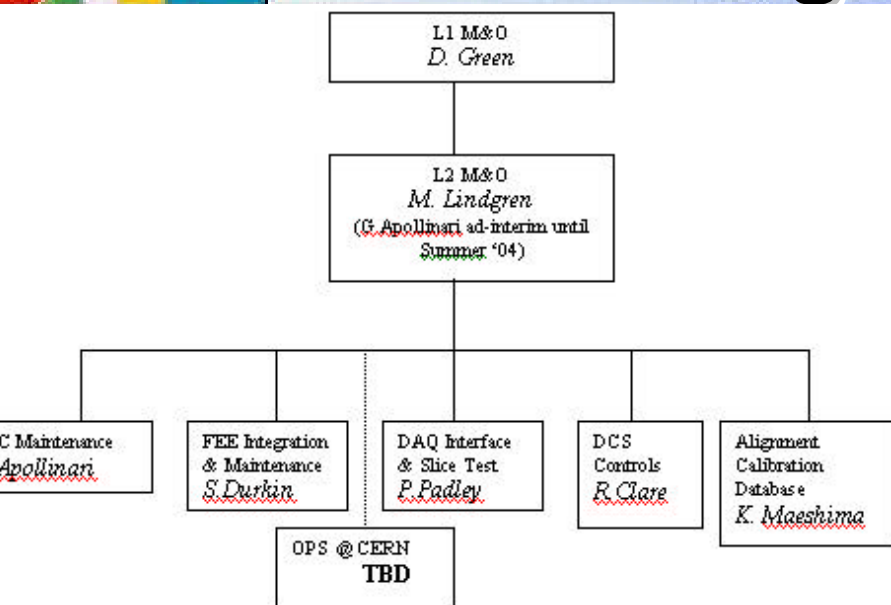 L1 M&O
D. Green
L2 M&O
M. Lindgren
(G. Apollinari ad-interim until
Summer ‘04)
C Maintenance
Apollinari
FEE Integration
& Maintenance
S.Durkin
DAQ Interface
& Slice Test
P.Padley
DCS
Controls
R.Clare
Alignment
Calibration
Database
K. Maeshima
OPS @ CERN
TBD